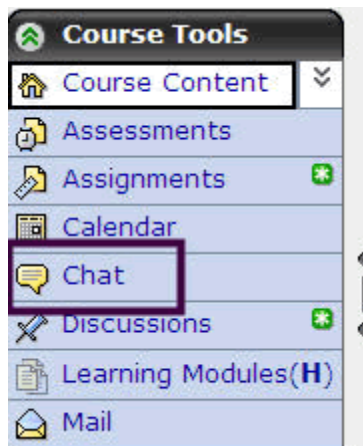 Course Tools
Course Content
Assessments
Assignments
Calendar
Chat
Discussions
Learning Modules(H)
Mail